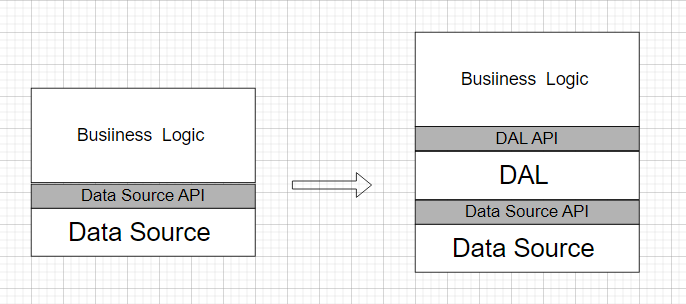 Busiiness Logic
Data Source API
Data Source
Busiiness Logic
DAL API
DAL
Data Source API
Data Source